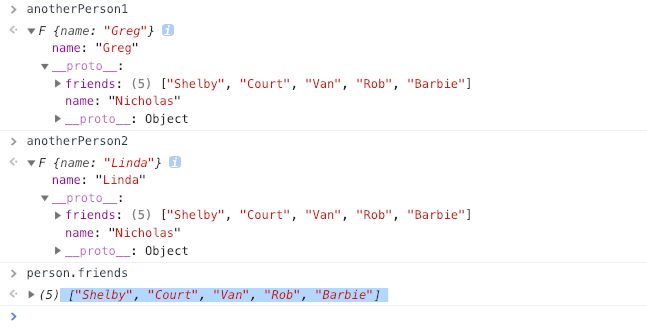 anotherPerson1
F {name: "Greg"} i
name: "Greg"
__proto__:
friends: (5) ["Shelby", "Court", "Van", "Rob", "Barbie"]
name: "Nicholas"
__proto__: Object
anotherPerson2
F {name: "Linda"} i
name: "Linda"
__proto__:
friends: (5) ["Shelby", "Court", "Van", "Rob", "Barbie"]
name: "Nicholas"
__proto__: Object
person.friends
(5) ["Shelby", "Court", "Van", "Rob", "Barbie"]